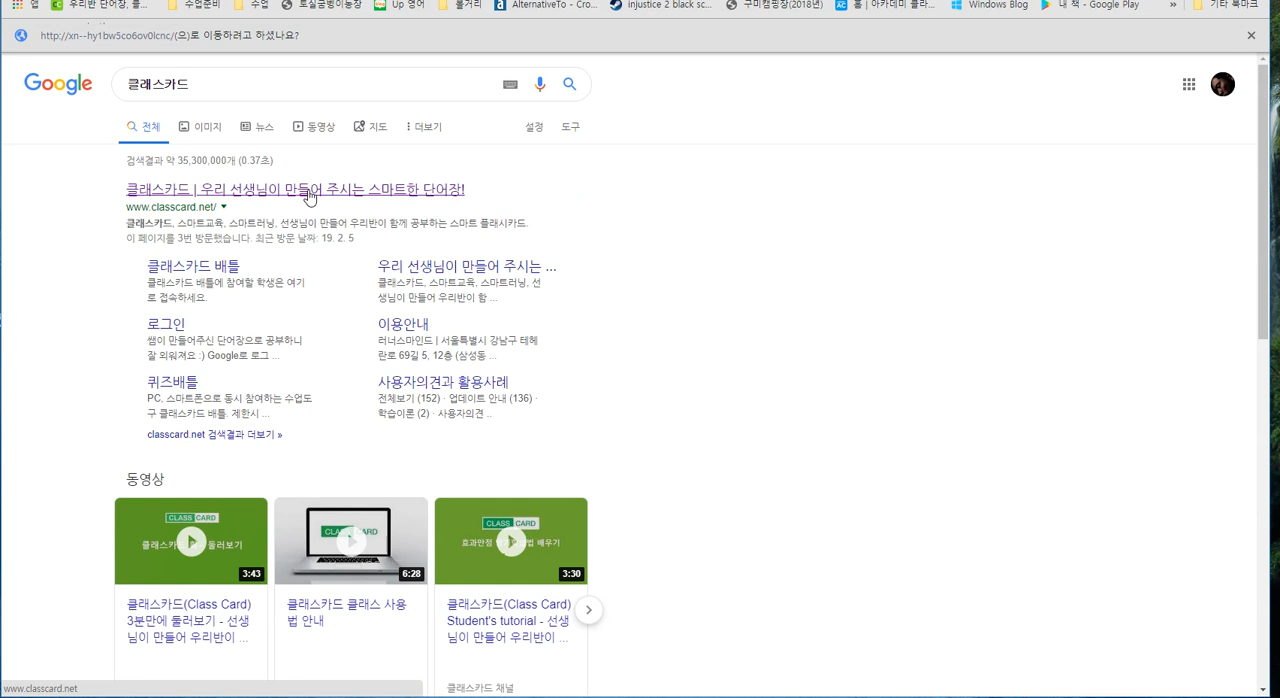 앱 우리반 단어장, 클... 수업준비 수업 토실굼벵이농장 Up 영어 볼거리 AlternativeTo - Cro... injustice 2 black sc... 구미캠핑장(2018년) 홈 | 아카데미 클라... Windows Blog 내 책 - Google Play » 기타 북마크
http://xn--hy1bw5co6ov0lcnc/(으)로 이동하려고 하셨나요?
Google 클래스카드
전체 이미지 뉴스 동영상 지도 더보기 설정 도구
검색결과 약 35,300,000개 (0.37초)
클래스카드 | 우리 선생님이 만들어 주시는 스마트한 단어장!
www.classcard.net/
클래스카드, 스마트교육, 스마트러닝, 선생님이 만들어 우리반이 함께 공부하는 스마트 플래시카드.
이 페이지를 3번 방문했습니다. 최근 방문 날짜: 19. 2. 5
클래스카드 배틀
클래스카드 배틀에 참여할 학생은 여기
로 접속하세요.
우리 선생님이 만들어 주시는 ...
클래스카드, 스마트교육, 스마트러닝, 선
생님이 만들어 우리반이 함 ...
로그인
쌤이 만들어주신 단어장으로 공부하니
잘 외워져요 :) Google로 로그 ...
이용안내
러너스마인드 | 서울특별시 강남구 테헤
란로 69길 5, 12층 (삼성동 ...
퀴즈배틀
PC, 스마트폰으로 동시 참여하는 수업도
구 클래스카드 배틀. 제한시 ...
사용자의견과 활용사례
전체보기 (152) · 업데이트 안내 (136) ·
학습이론 (2) · 사용자의견 ..
classcard.net 검색결과 더보기 »
동영상
CLASS CARD
클래스카드 둘러보기
3:43
CLASS CARD
6:28
CLASS CARD
효과만점 배우기
3:30
클래스카드(Class Card)
3분만에 둘러보기 - 선생
님이 만들어 우리반이 ...
클래스카드 클래스 사용
법 안내
클래스카드(Class Card)
Student's tutorial - 선생
님이 만들어 우리반이 ...
클래스카드 채널
www.classcard.net